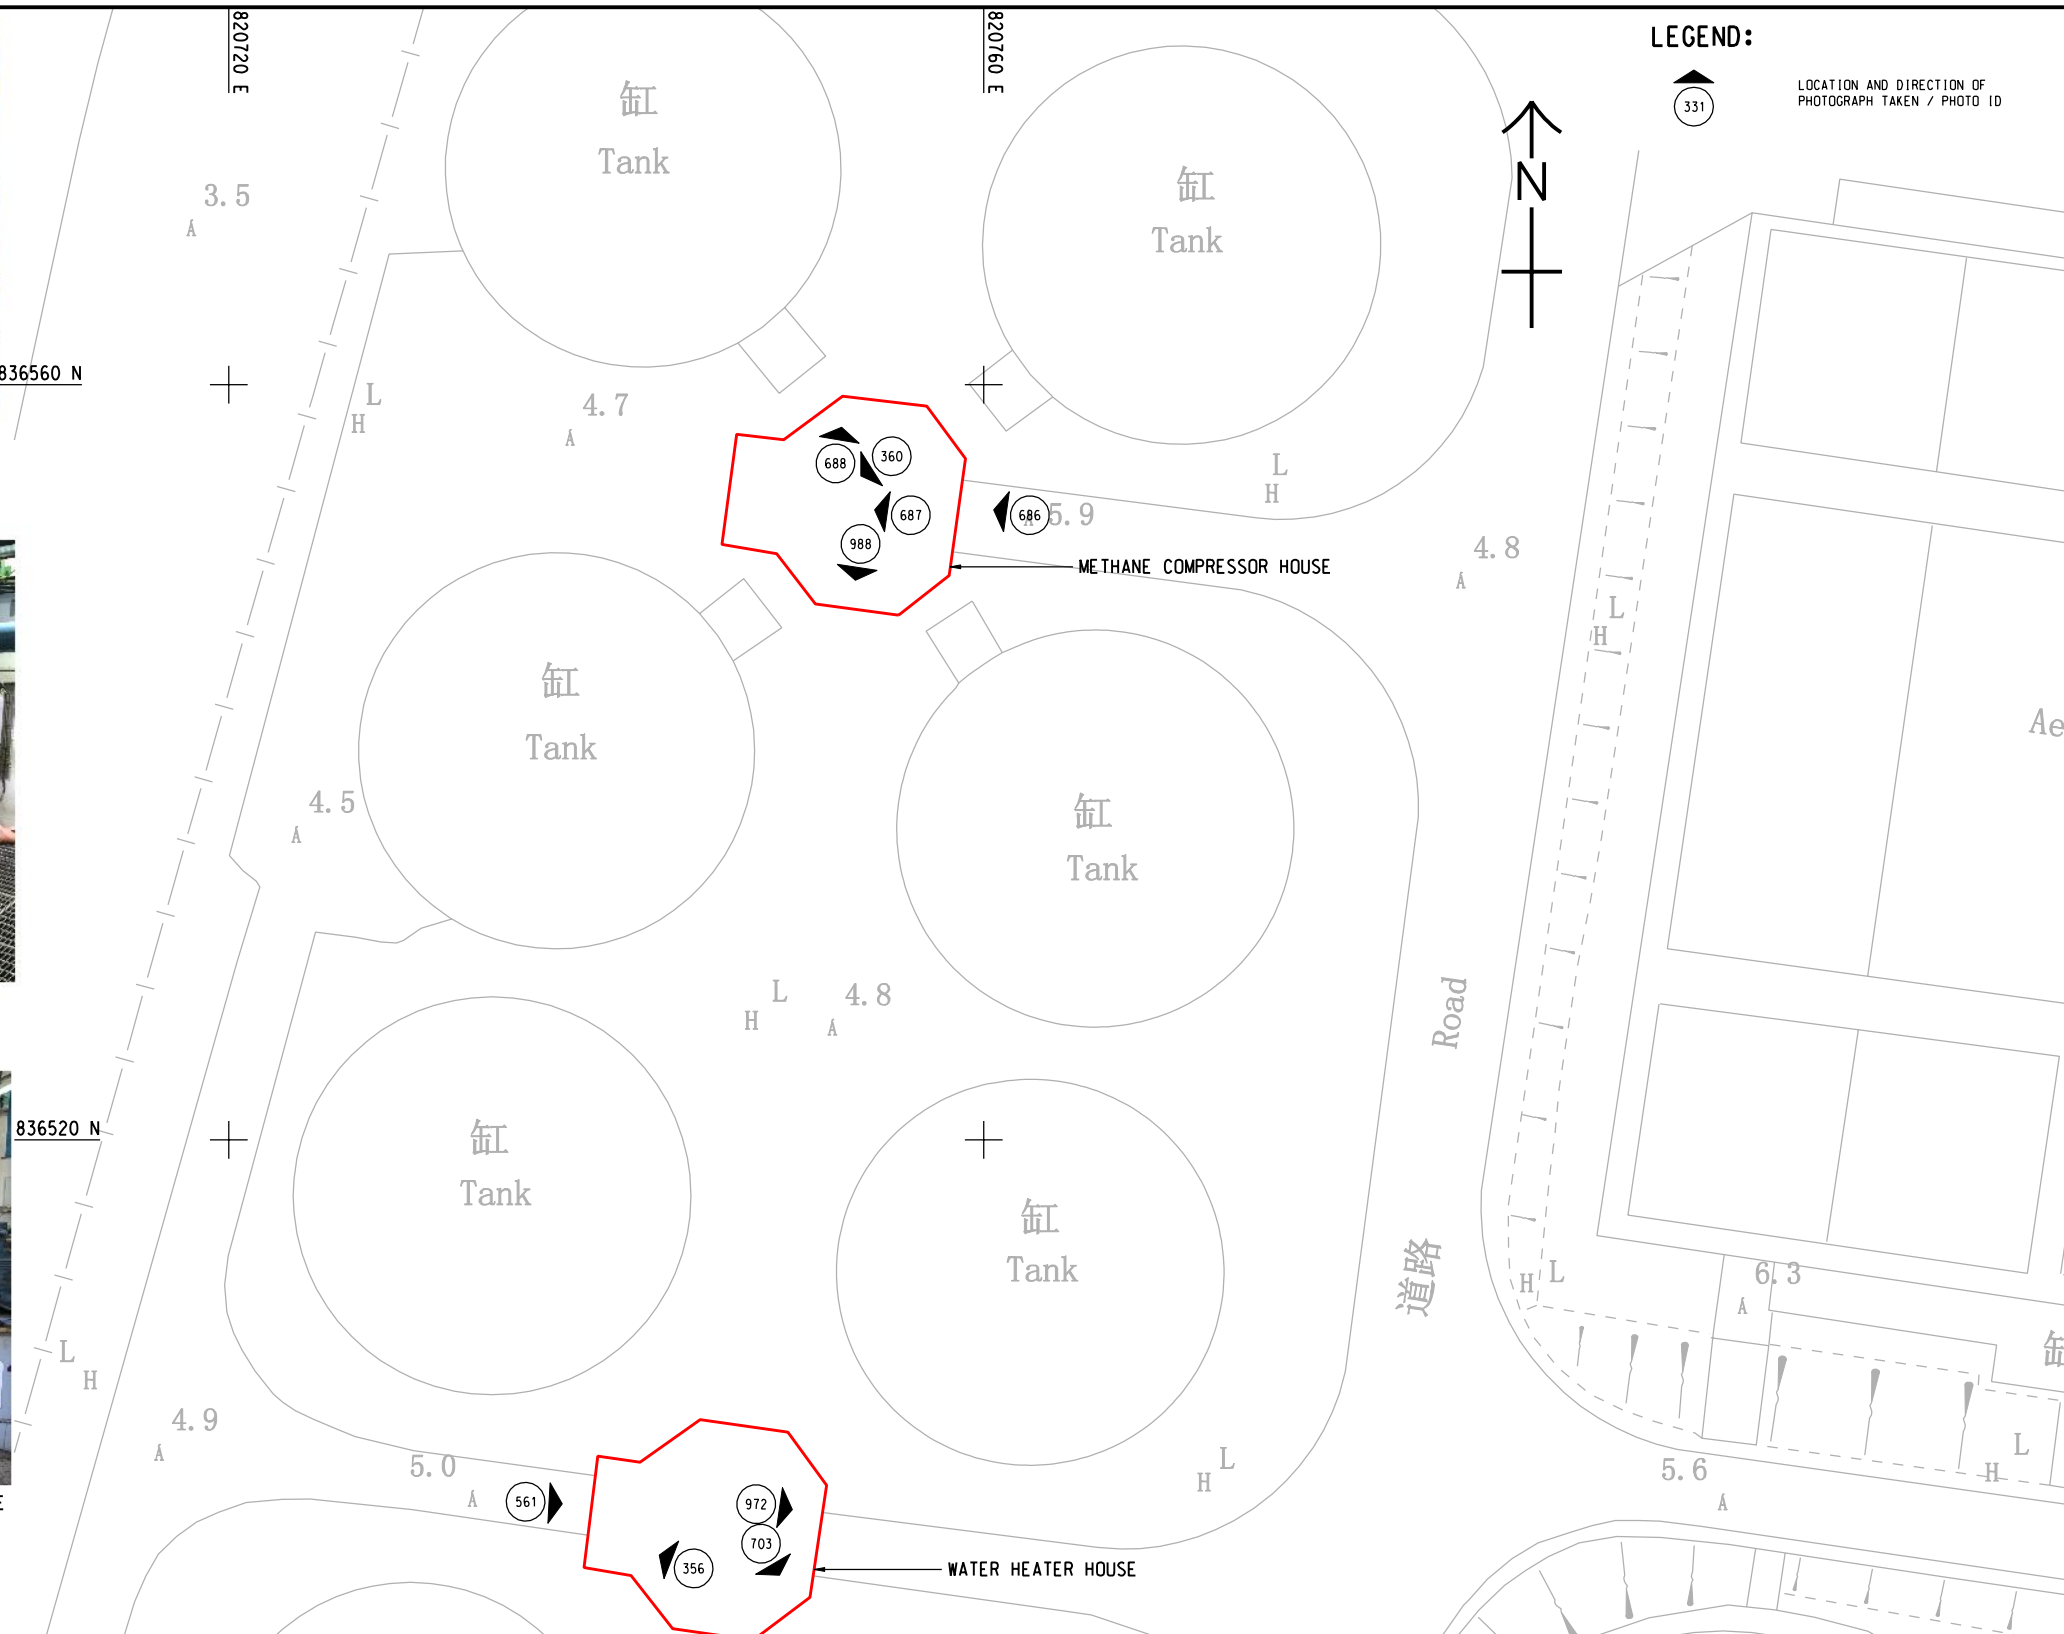 820720 E
820760 E
LEGEND:
331
LOCATION AND DIRECTION OF
PHOTOGRAPH TAKEN / PHOTO ID
N
缸
Tank
缸
Tank
3.5
836560 N
L
H
4.7
688
360
687
988
686
5.9
L
H
4.8
METHANE COMPRESSOR HOUSE
L
H
缸
Tank
4.5
缸
Tank
Ae
L
H
4.8
Road
836520 N
缸
Tank
缸
Tank
道路
L
H
6.3
L
H
4.9
5.0
561
972
703
356
WATER HEATER HOUSE
L
H
5.6
L
H